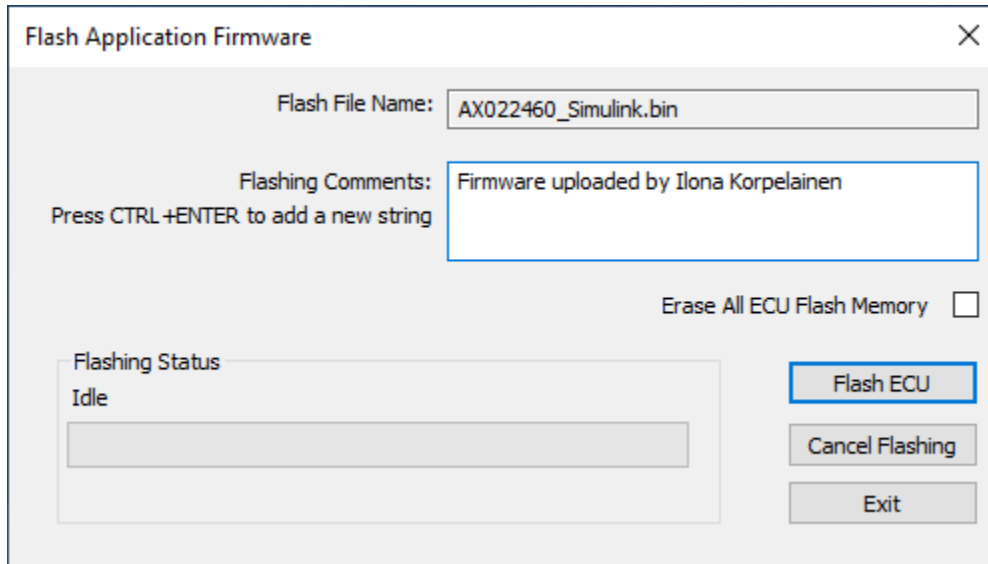 Flash Application Firmware
Flash File Name: AX022460_Simulink.bin
Flashing Comments: Firmware uploaded by Ilona Korpelainen
Press CTRL+ENTER to add a new string
Erase All ECU Flash Memory
Flashing Status
Idle
Flash ECU
Cancel Flashing
Exit